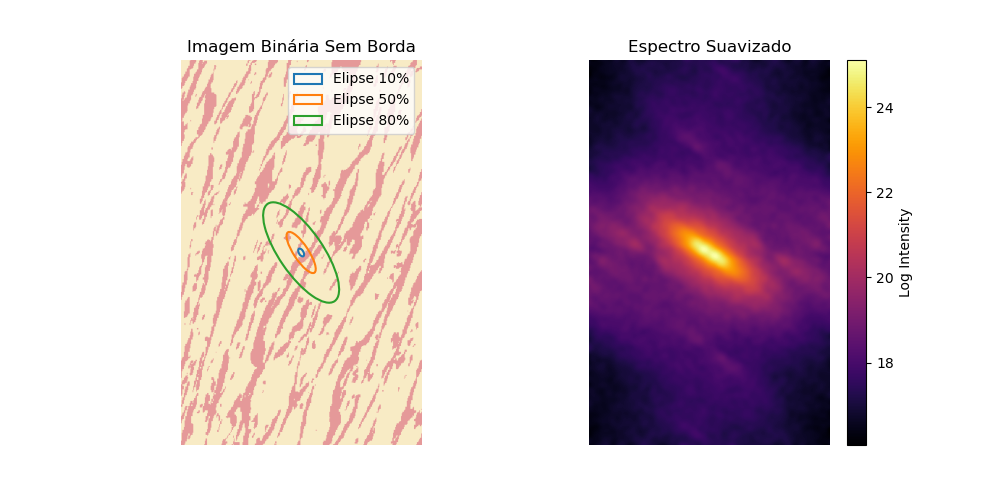 Imagem Binária Sem Borda
Elipse 10%
Elipse 50%
Elipse 80%
Espectro Suavizado
24
22
20
18
Log Intensity